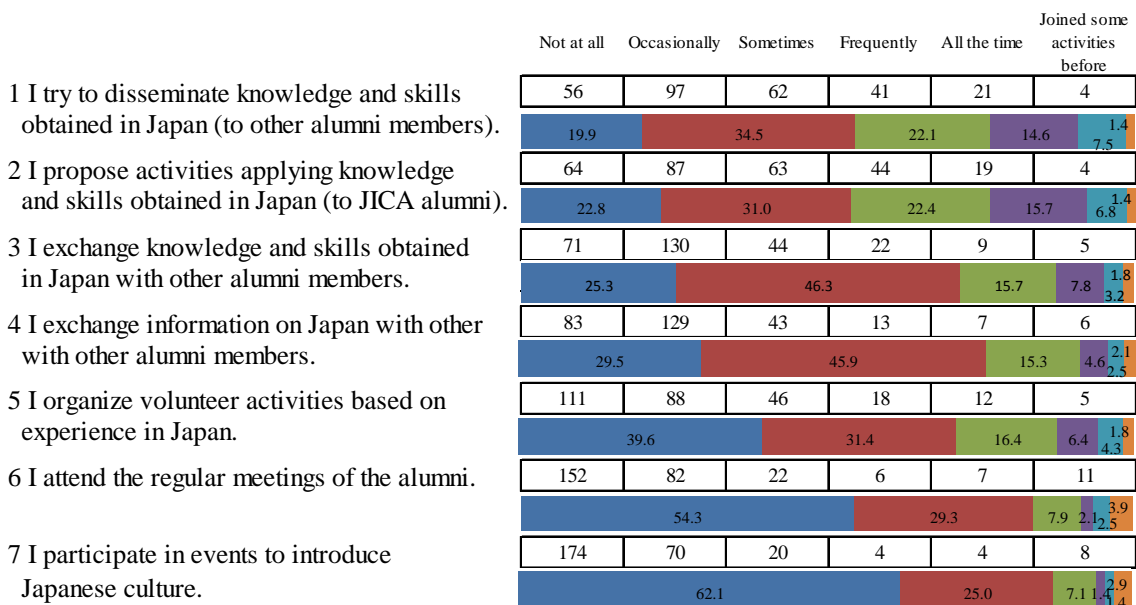 Joined some
Not at all Occasionally Sometimes Frequently All the time activities
before
1 I try to disseminate knowledge and skills
obtained in Japan (to other alumni members).
56 97 62 41 21 4
19.9 34.5 22.1 14.6 7.5 1.4
2 I propose activities applying knowledge
and skills obtained in Japan (to JICA alumni).
64 87 63 44 19 4
22.8 31.0 22.4 15.7 6.8 1.4
3 I exchange knowledge and skills obtained
in Japan with other alumni members.
71 130 44 22 9 5
25.3 46.3 15.7 7.8 3.2 1.8
4 I exchange information on Japan with other
with other alumni members.
83 129 43 13 7 6
29.5 45.9 15.3 4.6 2.5 2.1
5 I organize volunteer activities based on
experience in Japan.
111 88 46 18 12 5
39.6 31.4 16.4 6.4 4.3 1.8
6 I attend the regular meetings of the alumni.
152 82 22 6 7 11
54.3 29.3 7.9 2.1 2.5 3.9
7 I participate in events to introduce
Japanese culture.
174 70 20 4 4 8
62.1 25.0 7.1 1.4 1.4 2.9